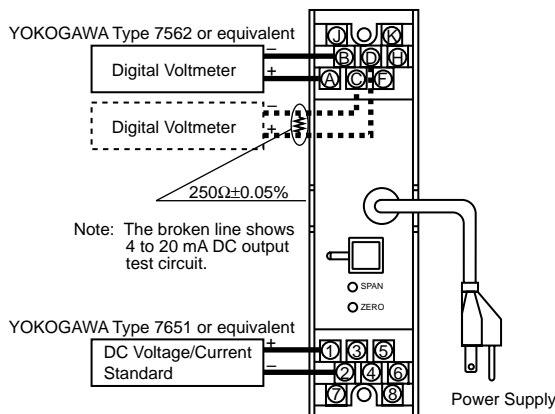 YOKOGAWA Type 7562 or equivalent
J K
− B D H
Digital Voltmeter
+ A C F
−
Digital Voltmeter
+
250Ω±0.05%
Note: The broken line shows
4 to 20 mA DC output
test circuit.
SPAN
ZERO
YOKOGAWA Type 7651 or equivalent
+ 1 3 5
DC Voltage/Current
Standard
− 2 4 6
7 8
Power Supply